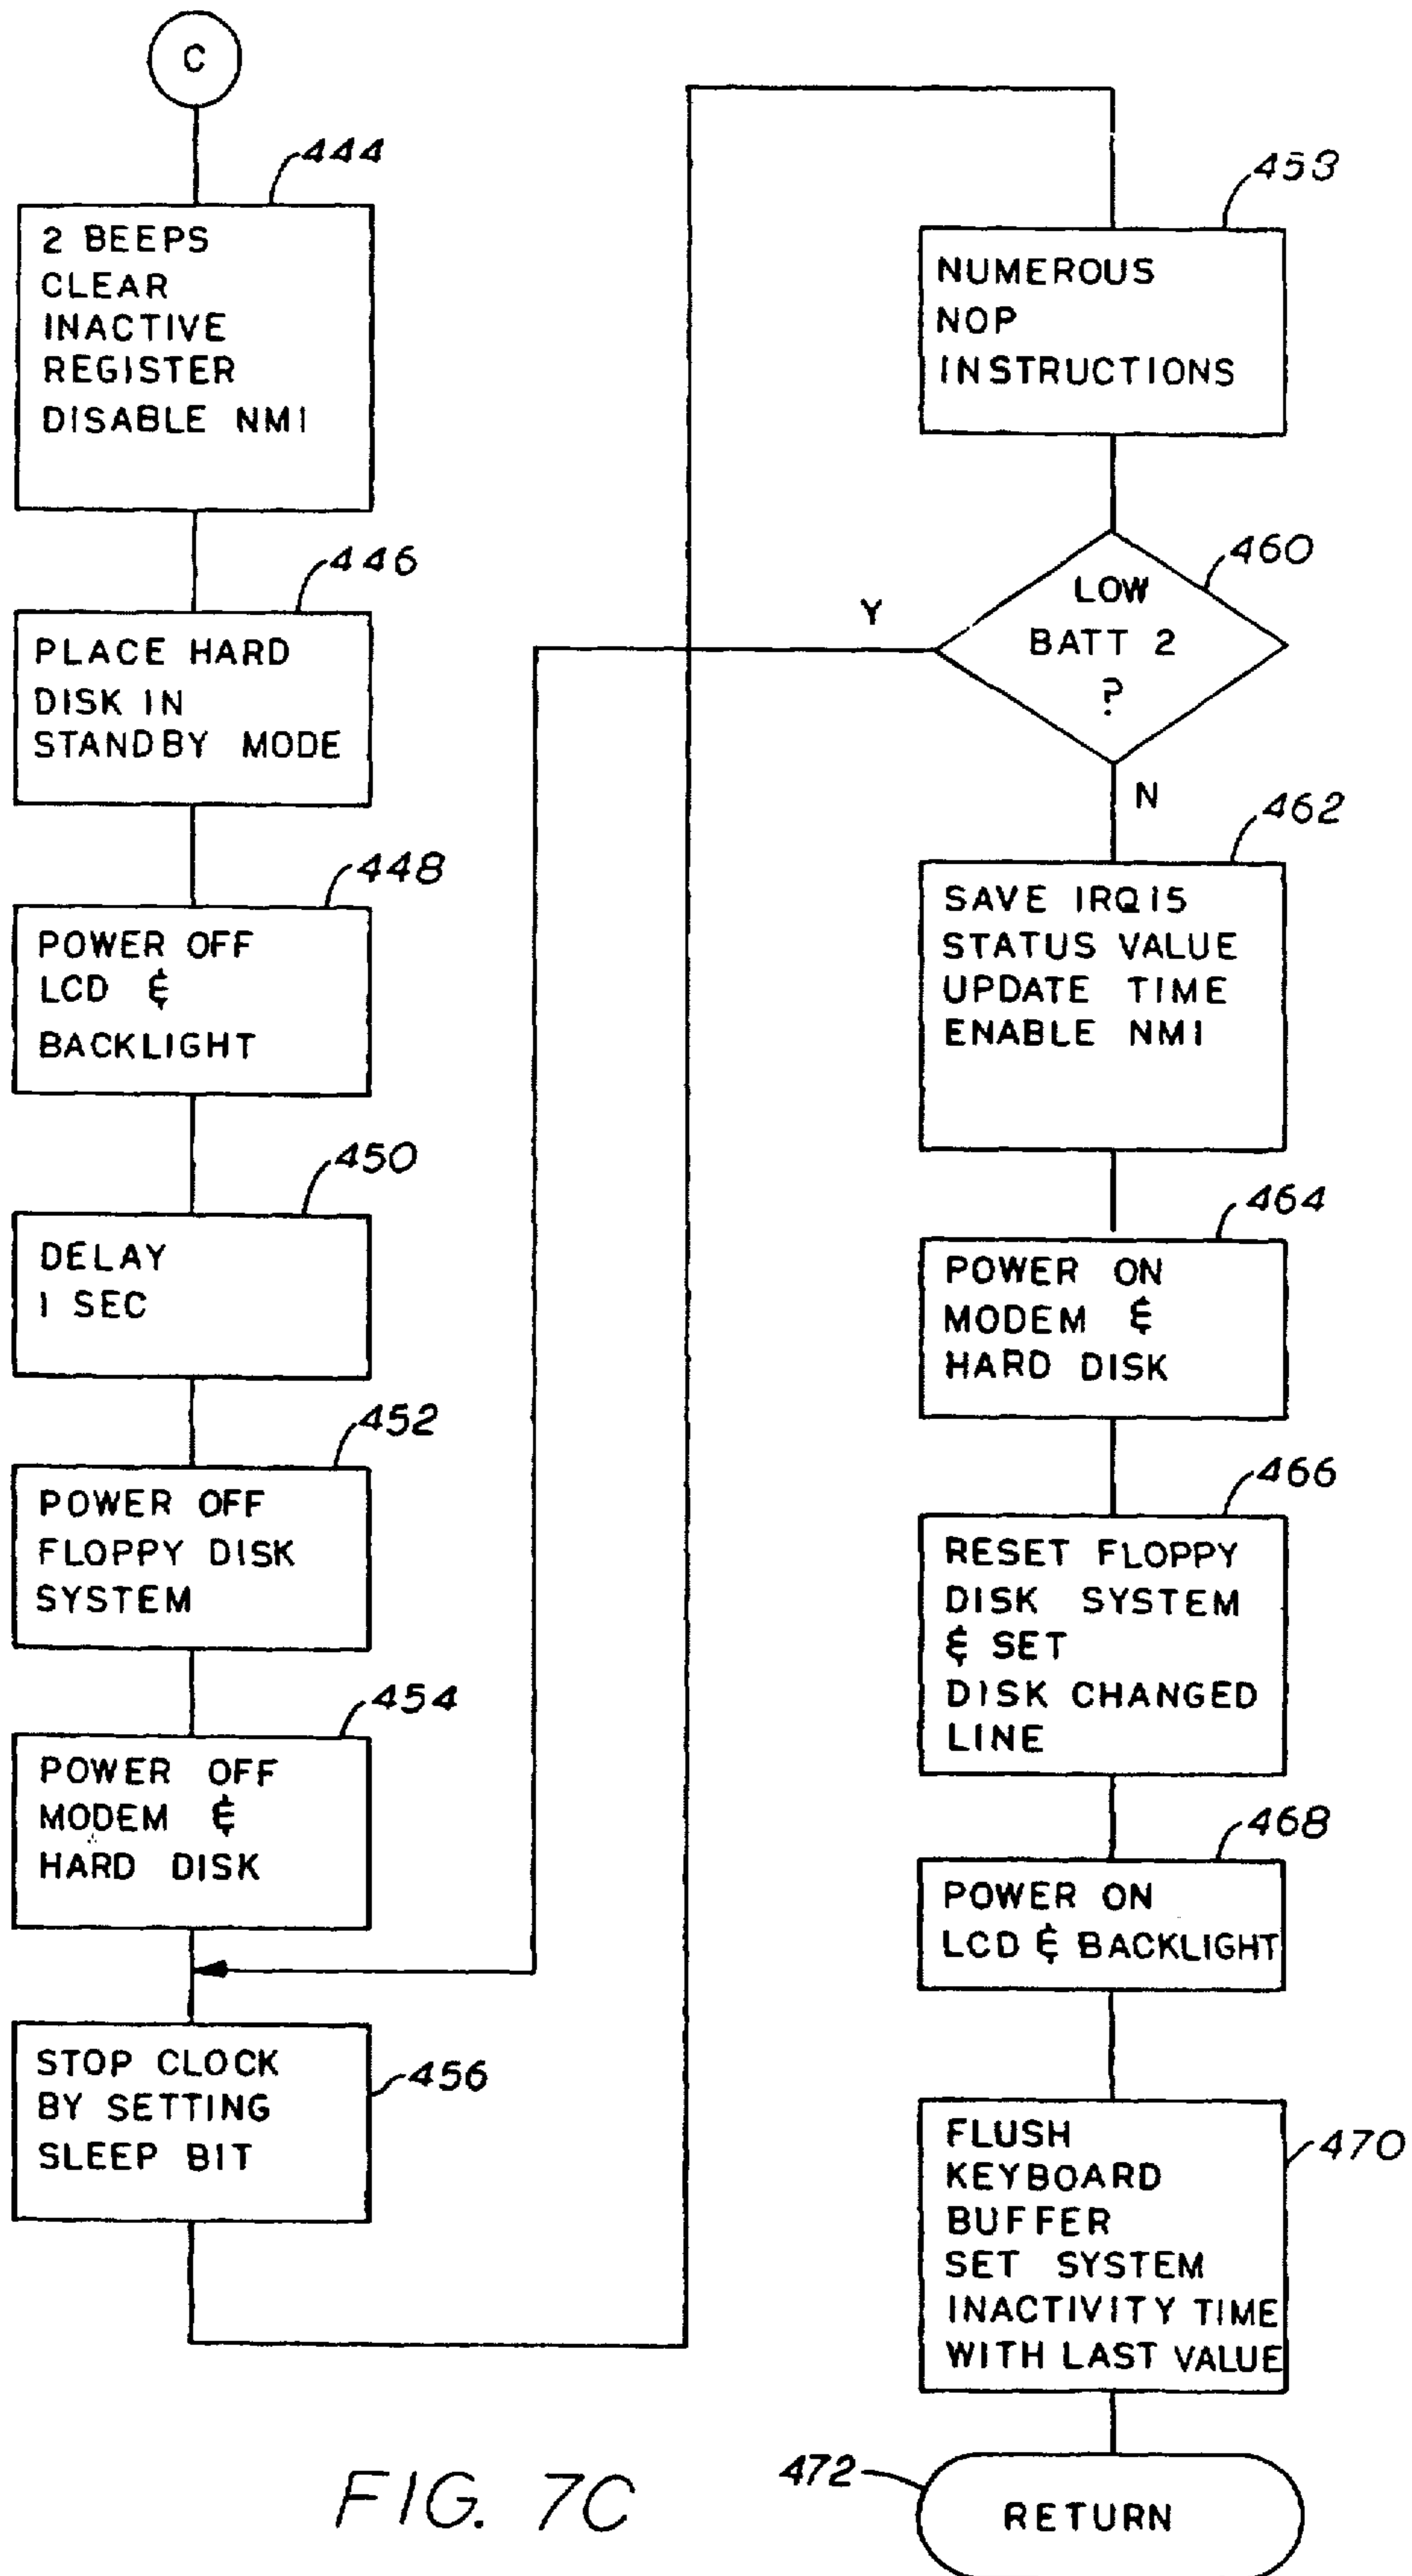 C
444
2 BEEPS
CLEAR
INACTIVE
REGISTER
DISABLE NMI
446
PLACE HARD
DISK IN
STANDBY MODE
448
POWER OFF
LCD &
BACKLIGHT
450
DELAY
1 SEC
452
POWER OFF
FLOPPY DISK
SYSTEM
454
POWER OFF
MODEM &
HARD DISK
456
STOP CLOCK
BY SETTING
SLEEP BIT
453
NUMEROUS
NOP
INSTRUCTIONS
460
LOW
BATT 2
?
Y
N
462
SAVE IRQ15
STATUS VALUE
UPDATE TIME
ENABLE NMI
464
POWER ON
MODEM &
HARD DISK
466
RESET FLOPPY
DISK SYSTEM
& SET
DISK CHANGED
LINE
468
POWER ON
LCD & BACKLIGHT
470
FLUSH
KEYBOARD
BUFFER
SET SYSTEM
INACTIVITY TIME
WITH LAST VALUE
472
RETURN
FIG. 7C